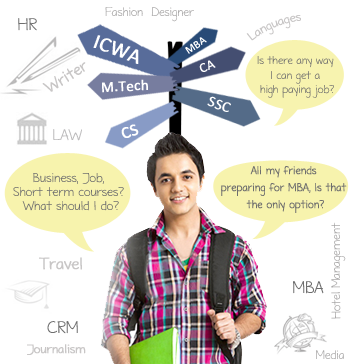 Fashion Designer
HR
Languages
ICWA
MBA
Writer
M.Tech
CA
Is there any way
I can get a
high paying job?
SSC
LAW
CS
Business, Job,
Short term courses?
What should I do?
All my friends
preparing for MBA, Is that
the only option?
Travel
Hotel Management
MBA
CRM
Journalism
Media